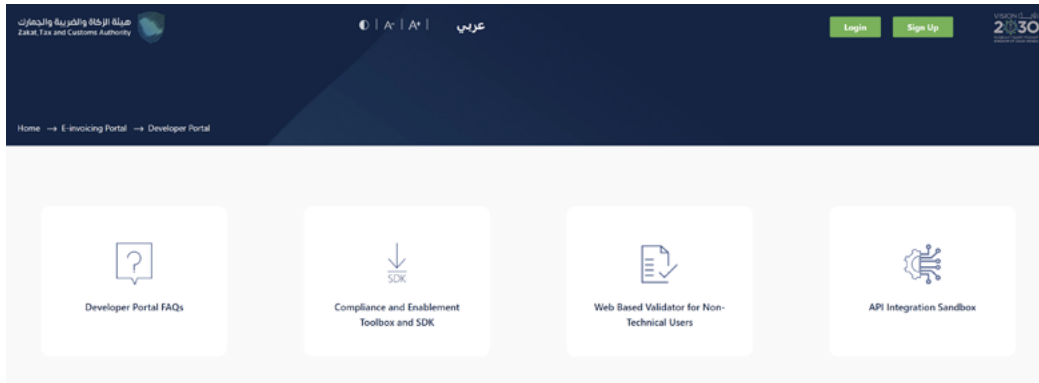 هيئة الزكاة والضريبة والجمارك
Zakat, Tax and Customs Authority
A- | A+ |
عربي
Login
Sign Up
VISION رؤية
2030
Home → E-invoicing Portal → Developer Portal
Developer Portal FAQs
SDK
Compliance and Enablement
Toolbox and SDK
Web Based Validator for Non-
Technical Users
API Integration Sandbox